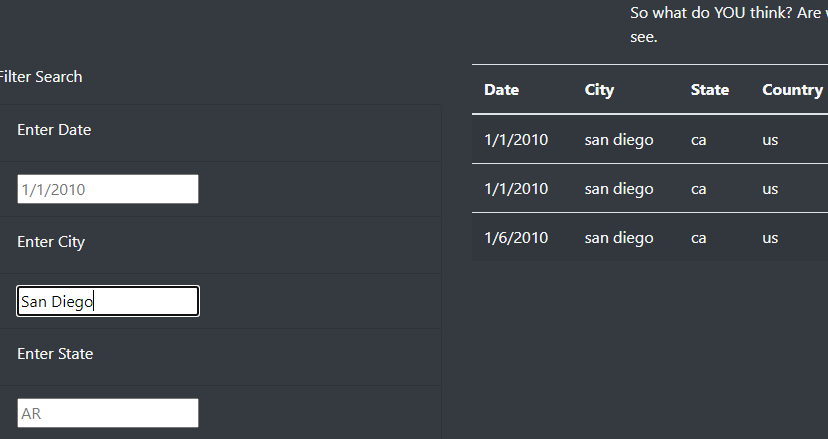 So what do YOU think? Are
see.
Filter Search
Enter Date
1/1/2010
Enter City
San Diego
Enter State
AR
Date City State Country
1/1/2010 san diego ca us
1/1/2010 san diego ca us
1/6/2010 san diego ca us